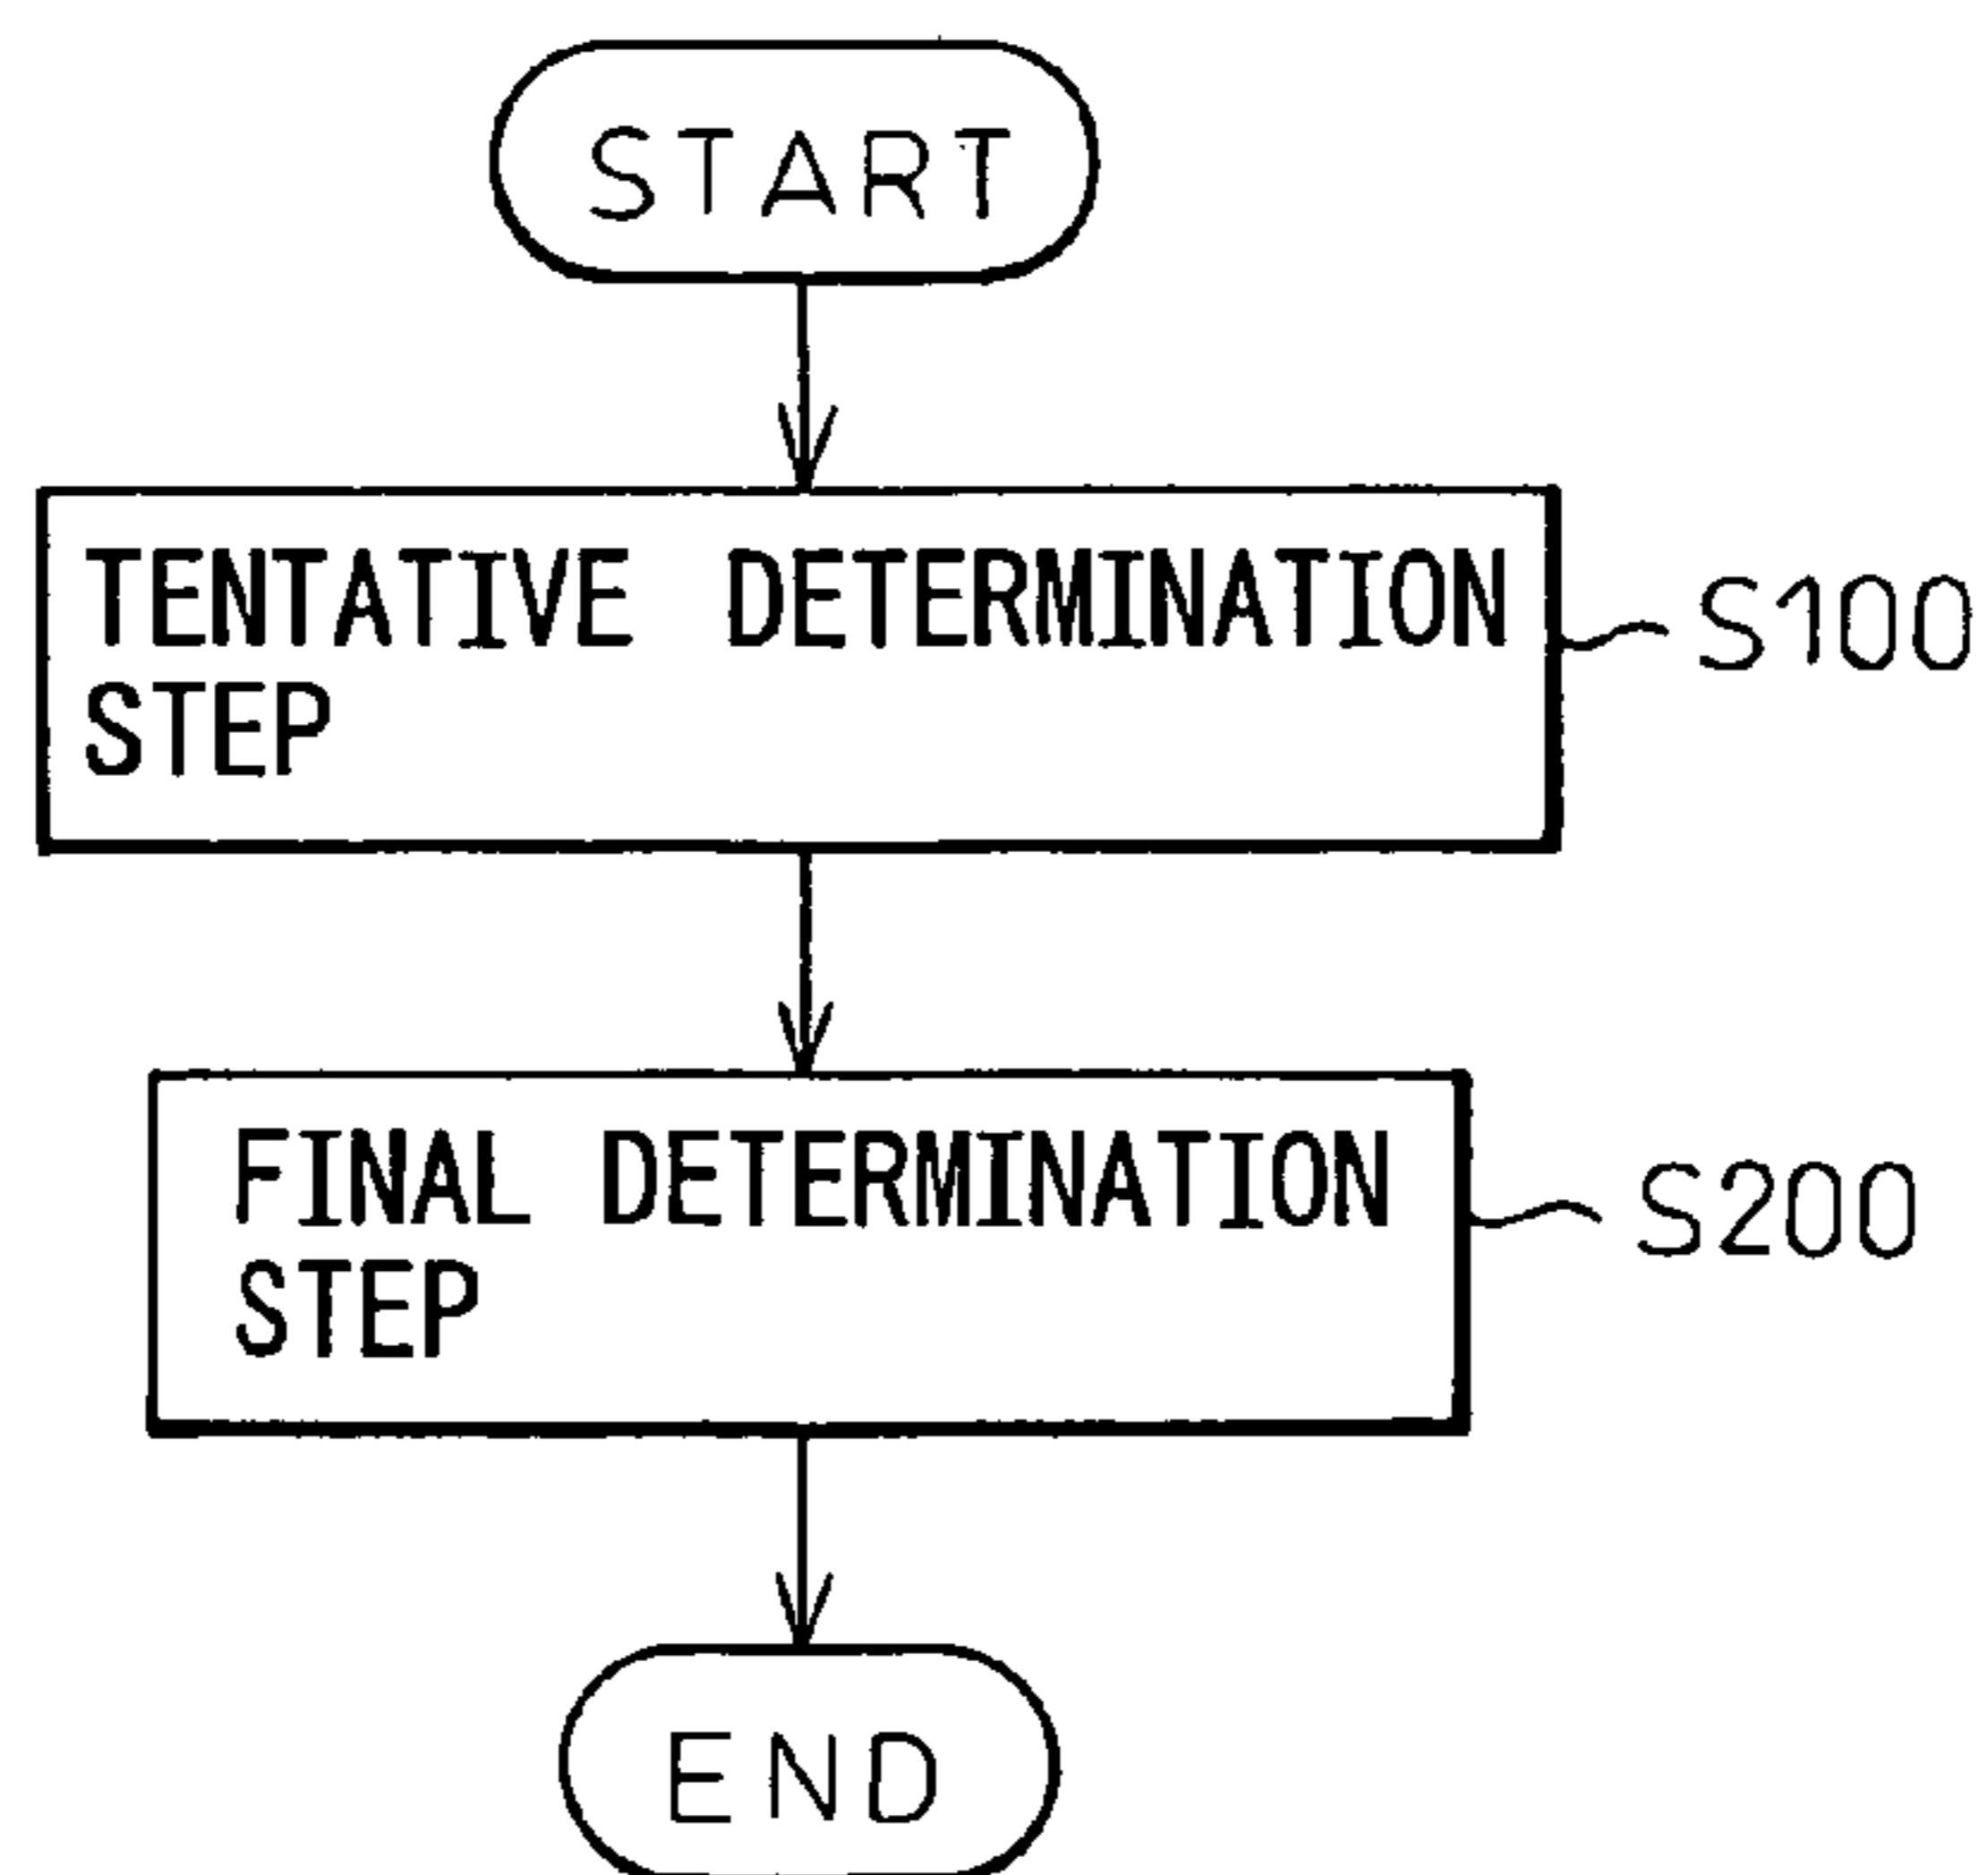 START
TENTATIVE DETERMINATION
STEP
S100
FINAL DETERMINATION
STEP
S200
END